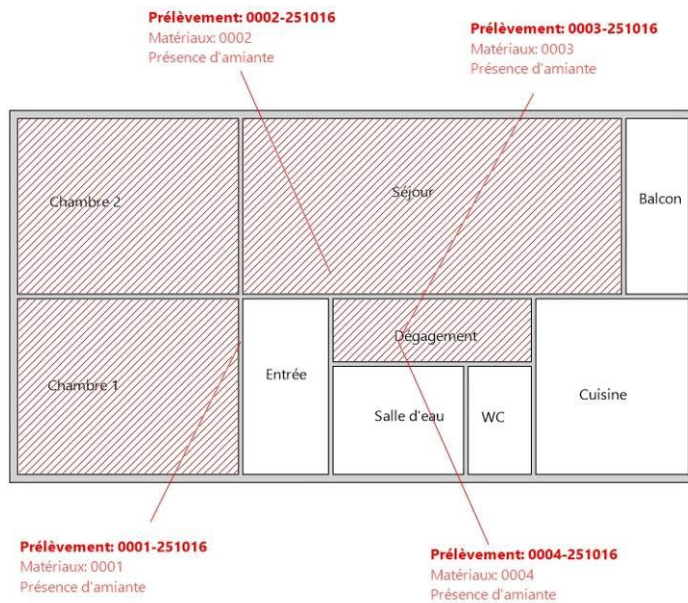 Prélèvement: 0002-251016
Matériaux: 0002
Présence d'amiante
Prélèvement: 0003-251016
Matériaux: 0003
Présence d'amiante
Chambre 2
Séjour
Balcon
Dégagement
Chambre 1
Entrée
Salle d'eau
WC
Cuisine
Prélèvement: 0001-251016
Matériaux: 0001
Présence d'amiante
Prélèvement: 0004-251016
Matériaux: 0004
Présence d'amiante